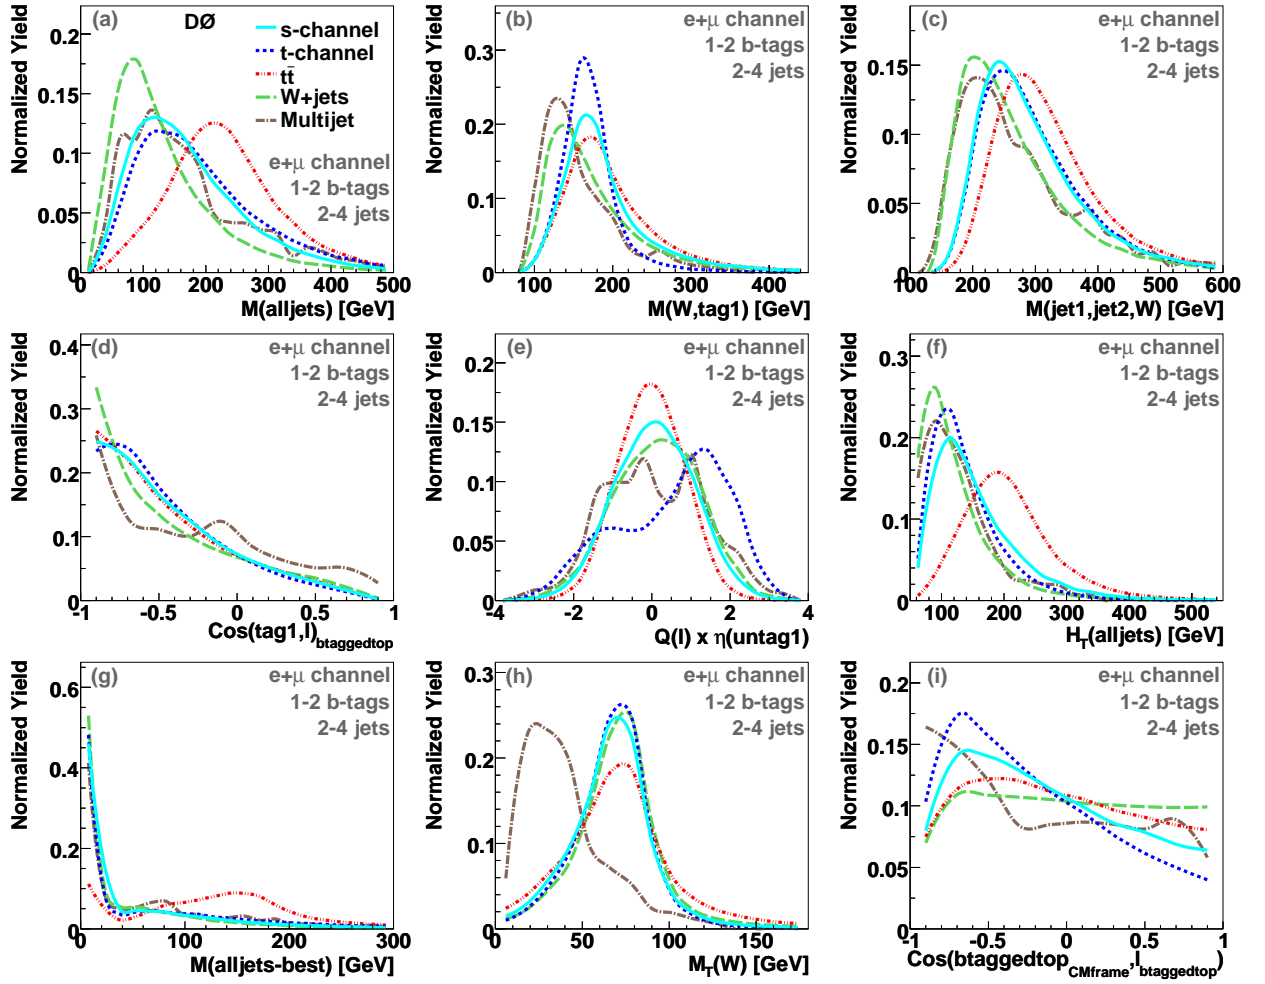 (a)
DØ
s-channel
t-channel
tt̄
W+jets
Multijet
e+μ channel
1-2 b-tags
2-4 jets
Normalized Yield
0.2
0.15
0.1
0.05
0
0 100 200 300 400 500
M(alljets) [GeV]
(b)
e+μ channel
1-2 b-tags
2-4 jets
Normalized Yield
0.3
0.2
0.1
0
100 200 300 400
M(W,tag1) [GeV]
(c)
e+μ channel
1-2 b-tags
2-4 jets
Normalized Yield
0.15
0.1
0.05
0
100 200 300 400 500 600
M(jet1,jet2,W) [GeV]
(d)
e+μ channel
1-2 b-tags
2-4 jets
Normalized Yield
0.4
0.3
0.2
0.1
0
-1 -0.5 0 0.5 1
Cos(tag1,l)btaggedtop
(e)
e+μ channel
1-2 b-tags
2-4 jets
Normalized Yield
0.2
0.15
0.1
0.05
0
-4 -2 0 2 4
Q(l) x η(untag1)
(f)
e+μ channel
1-2 b-tags
2-4 jets
Normalized Yield
0.3
0.2
0.1
0
100 200 300 400 500
HT(alljets) [GeV]
(g)
e+μ channel
1-2 b-tags
2-4 jets
Normalized Yield
0.6
0.4
0.2
0
0 100 200 300
M(alljets-best) [GeV]
(h)
e+μ channel
1-2 b-tags
2-4 jets
Normalized Yield
0.3
0.2
0.1
0
0 50 100 150
MT(W) [GeV]
(i)
e+μ channel
1-2 b-tags
2-4 jets
Normalized Yield
0.2
0.15
0.1
0.05
0
-1 -0.5 0 0.5 1
Cos(btaggedtopCMframe,lbtaggedtop)